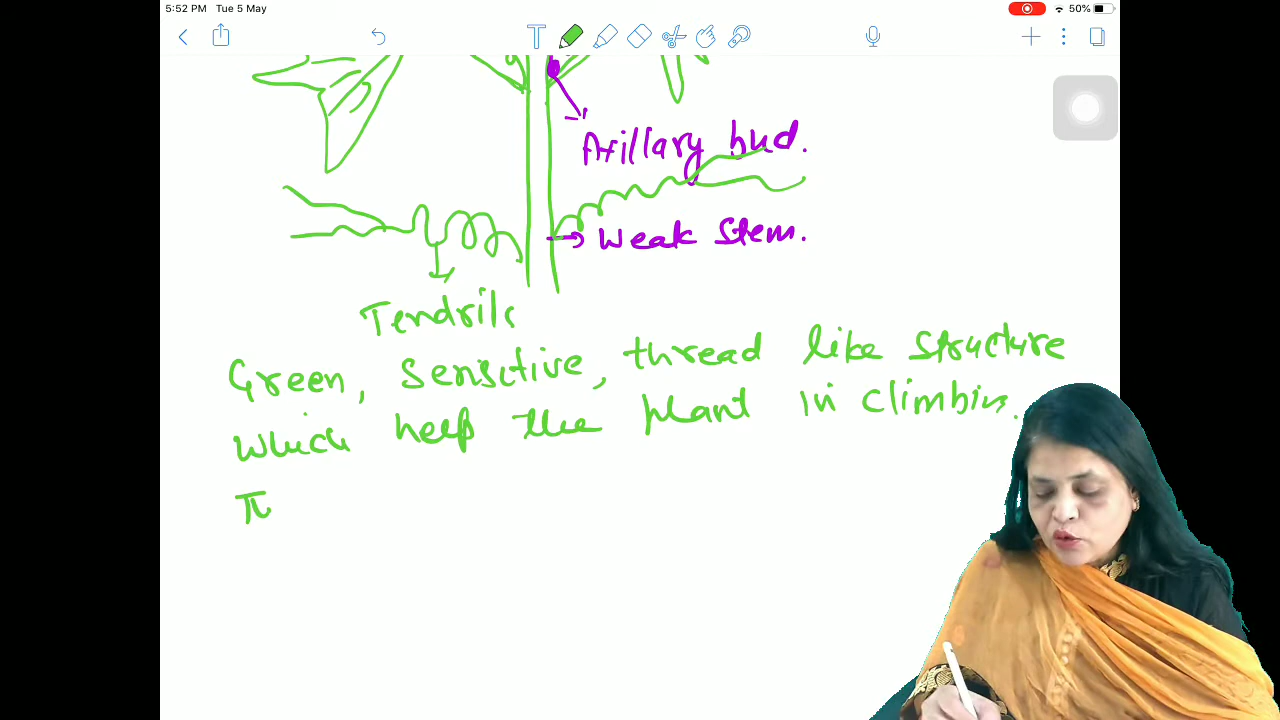 5:52 PM Tue 5 May
50%
Axillary bud.
Weak Stem.
Tendrils
Green, Sensitive, thread like structure
which help the plant in climbing.